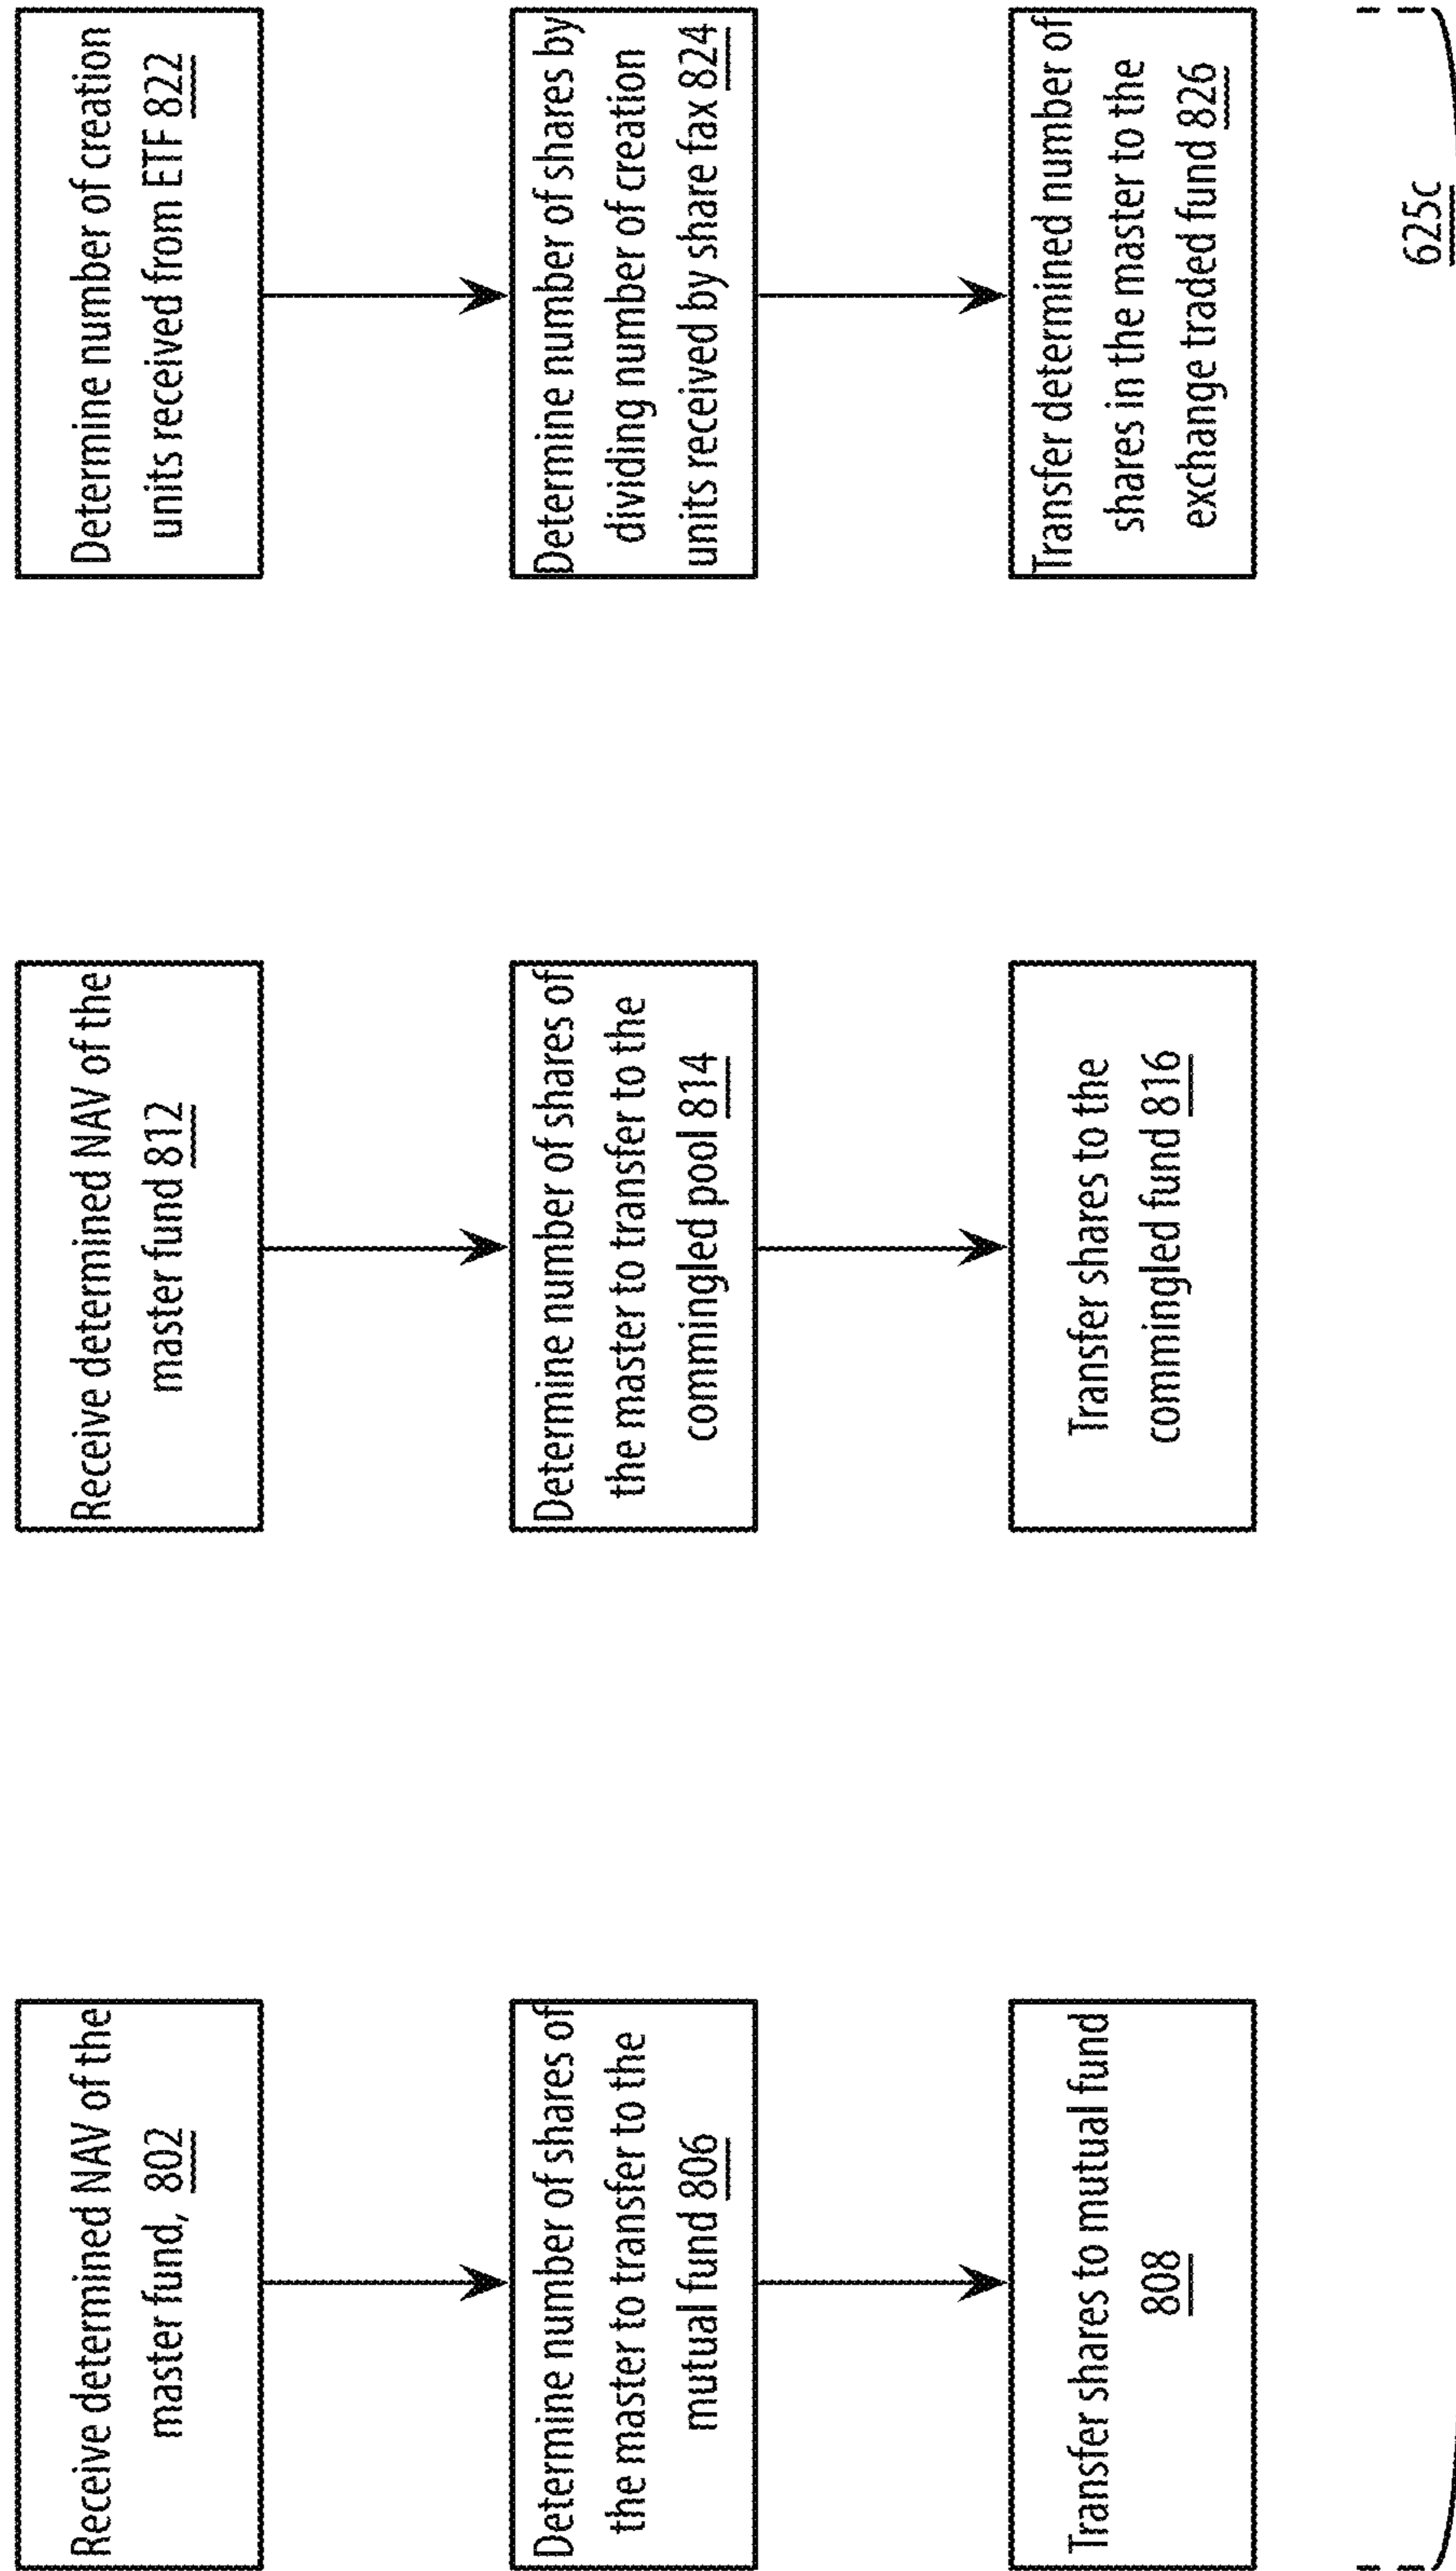 Receive determined NAV of the
master fund, 802
Determine number of shares of
the master to transfer to the
mutual fund 806
Transfer shares to mutual fund
808
Receive determined NAV of the
master fund 812
Determine number of shares of
the master to transfer to the
commingled pool 814
Transfer shares to the
commingled fund 816
Determine number of creation
units received from ETF 822
Determine number of shares by
dividing number of creation
units received by share fax 824
Transfer determined number of
shares in the master to the
exchange traded fund 826
625c